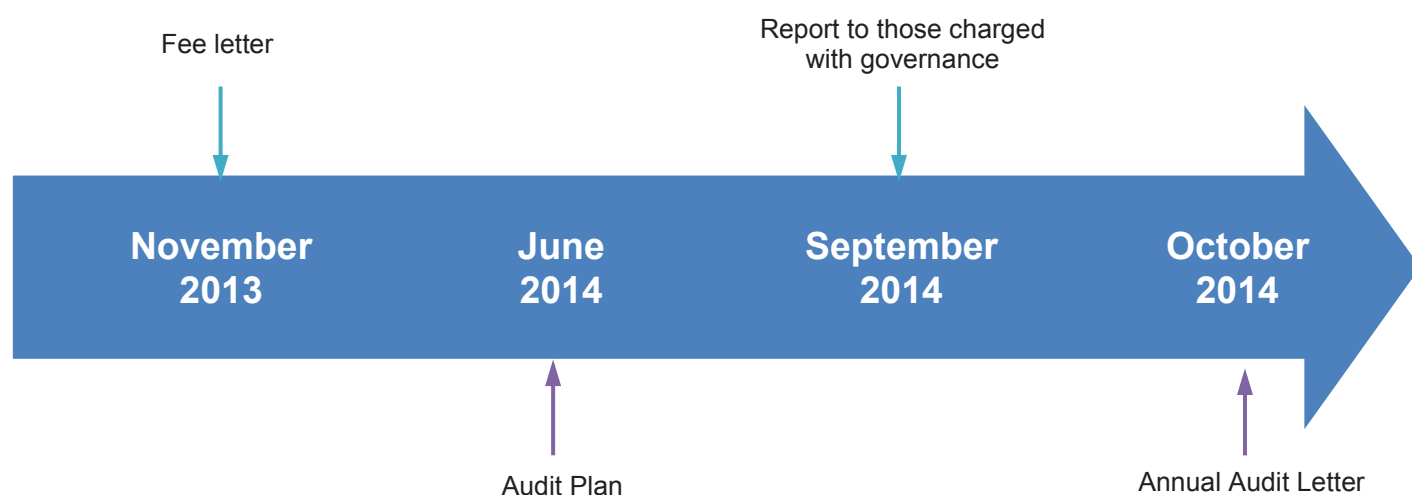 Fee letter
Report to those charged
with governance
November
2013
June
2014
September
2014
October
2014
Audit Plan
Annual Audit Letter